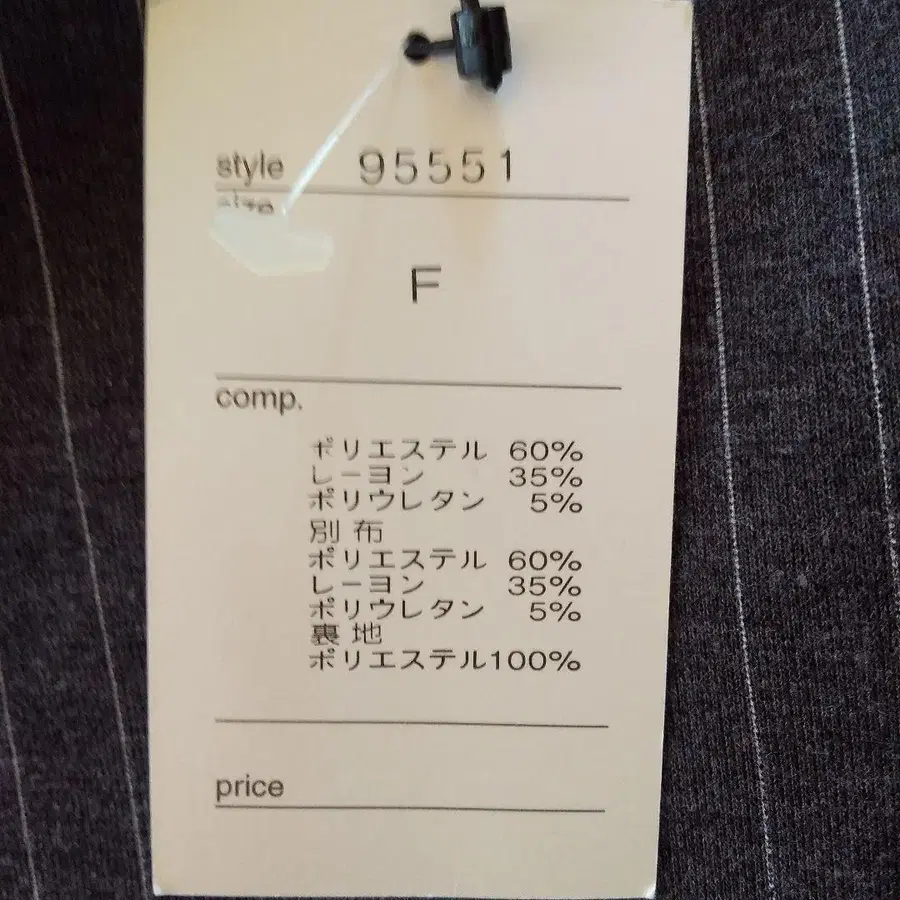 style 95551
size
F
comp.
ポリエステル 60%
レーヨン 35%
ポリウレタン 5%
別布
ポリエステル 60%
レーヨン 35%
ポリウレタン 5%
裏地
ポリエステル100%
price